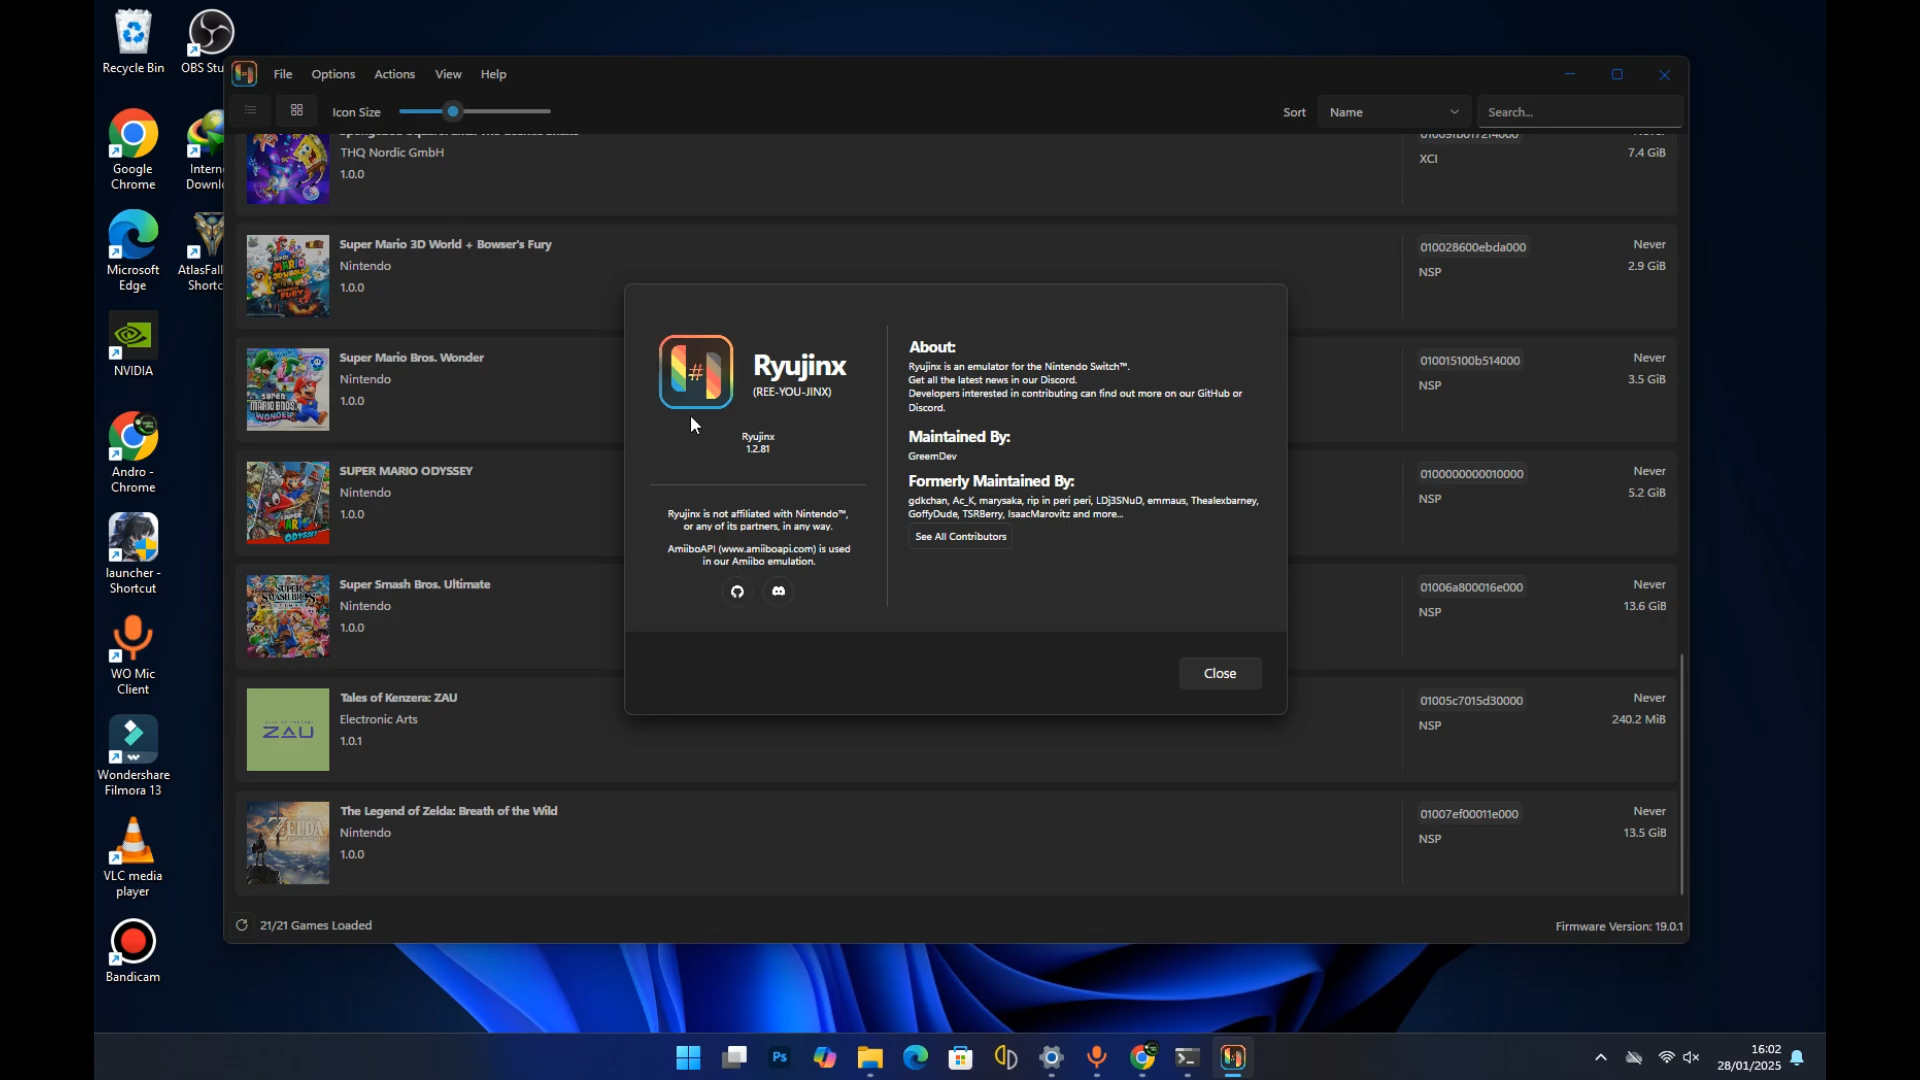 Recycle Bin
OBS Stu
Google
Chrome
Intern
Downlo
Microsoft
Edge
AtlasFall
Shortc
NVIDIA
Andro -
Chrome
launcher -
Shortcut
WO Mic
Client
Wondershare
Filmora 13
VLC media
player
Bandicam
File
Options
Actions
View
Help
Icon Size
Sort
Name
Search...
THQ Nordic GmbH
1.0.0
XCI
7.4 GiB
Super Mario 3D World + Bowser's Fury
Nintendo
1.0.0
010028600ebda000
NSP
Never
2.9 GiB
Super Mario Bros. Wonder
Nintendo
1.0.0
010015100b514000
NSP
Never
3.5 GiB
SUPER MARIO ODYSSEY
Nintendo
1.0.0
0100000000010000
NSP
Never
5.2 GiB
Super Smash Bros. Ultimate
Nintendo
1.0.0
01006a800016e000
NSP
Never
13.6 GiB
ZAU
Tales of Kenzera: ZAU
Electronic Arts
1.0.1
01005c7015d30000
NSP
Never
240.2 MiB
ZELDA
The Legend of Zelda: Breath of the Wild
Nintendo
1.0.0
01007ef00011e000
NSP
Never
13.5 GiB
#
Ryujinx
(REE-YOU-JINX)
Ryujinx
1.2.81
Ryujinx is not affiliated with Nintendo™,
or any of its partners, in any way.
AmiiboAPI (www.amiiboapi.com) is used
in our Amiibo emulation.
About:
Ryujinx is an emulator for the Nintendo Switch™.
Get all the latest news in our Discord.
Developers interested in contributing can find out more on our GitHub or
Discord.
Maintained By:
GreemDev
Formerly Maintained By:
gdkchan, Ac_K, marysaka, rip in peri peri, LDj3SNuD, emmaus, Thealexbarney,
GoffyDude, TSRBerry, IsaacMarovitz and more...
See All Contributors
Close
21/21 Games Loaded
Firmware Version: 19.0.1
Ps
16:02
28/01/2025